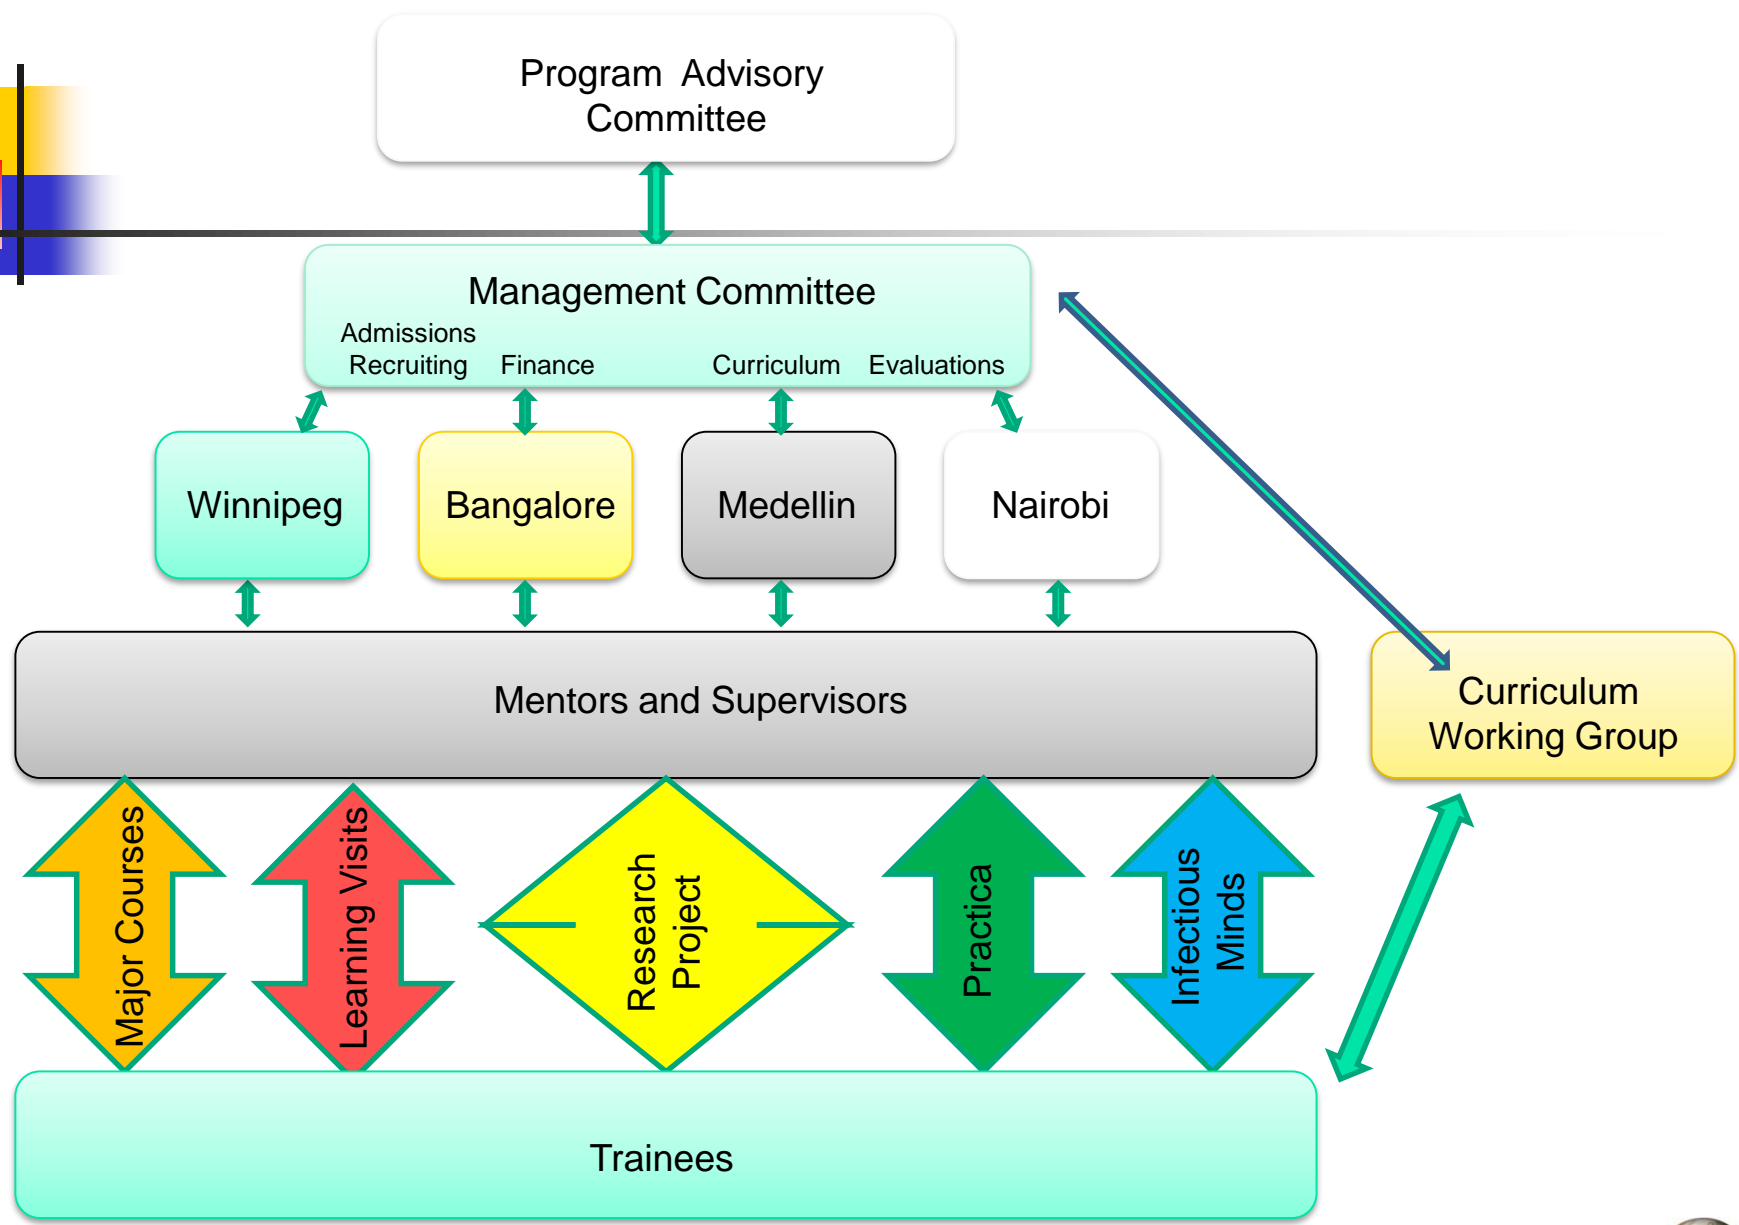 Program Advisory
Committee
Management Committee
Admissions
Recruiting
Finance
Curriculum
Evaluations
Winnipeg
Bangalore
Medellin
Nairobi
Mentors and Supervisors
Curriculum
Working Group
Major Courses
Learning Visits
Research
Project
Practica
Infectious
Minds
Trainees